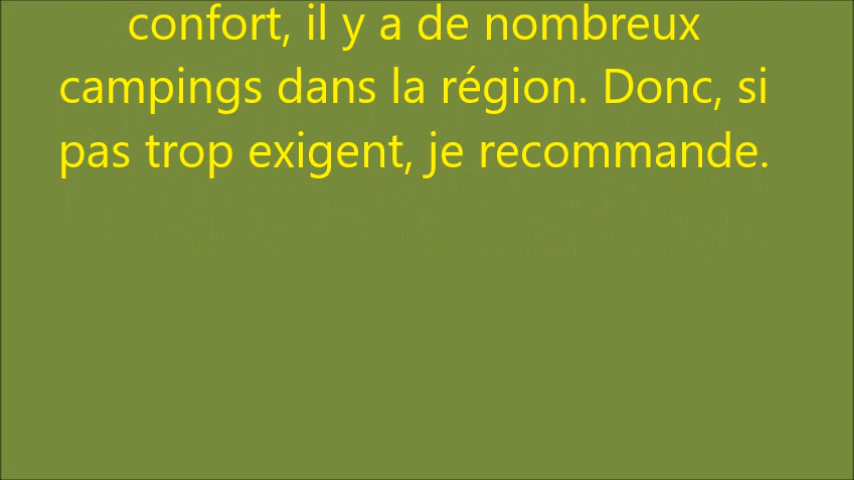 confort, il y a de nombreux
campings dans la région. Donc, si
pas trop exigent, je recommande.